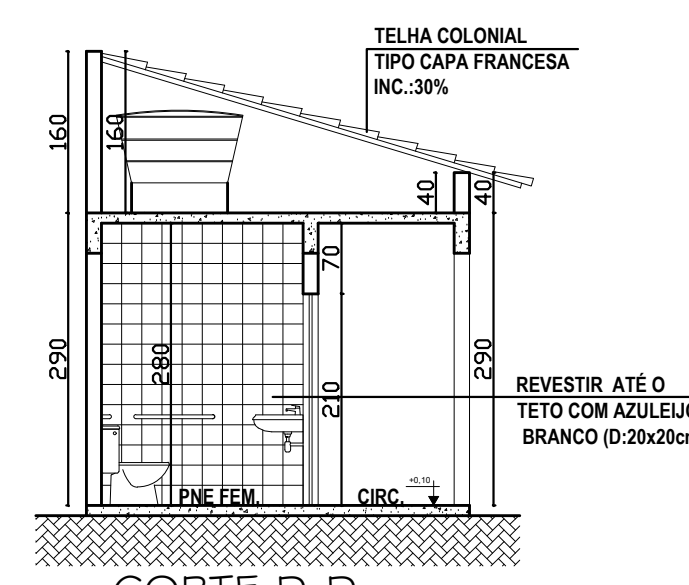 TELHA COLONIAL
TIPO CAPA FRANCESA
INC.:30%
160
160
40
40
70
290
280
210
290
REVESTIR ATÉ O
TETO COM AZULEIJO
BRANCO (D:20x20cm
+0,10
PNE FEM.
CIRC.